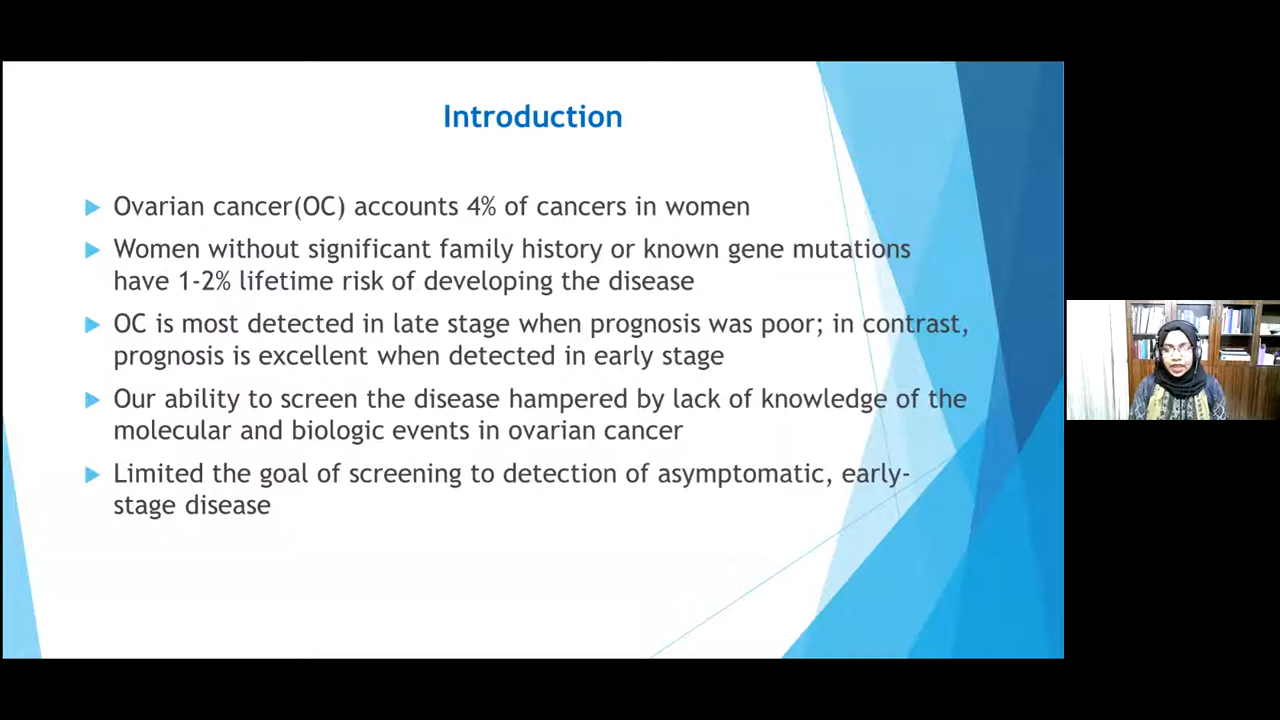 Introduction
Ovarian cancer(OC) accounts 4% of cancers in women
Women without significant family history or known gene mutations
have 1-2% lifetime risk of developing the disease
OC is most detected in late stage when prognosis was poor; in contrast,
prognosis is excellent when detected in early stage
Our ability to screen the disease hampered by lack of knowledge of the
molecular and biologic events in ovarian cancer
Limited the goal of screening to detection of asymptomatic, early-
stage disease